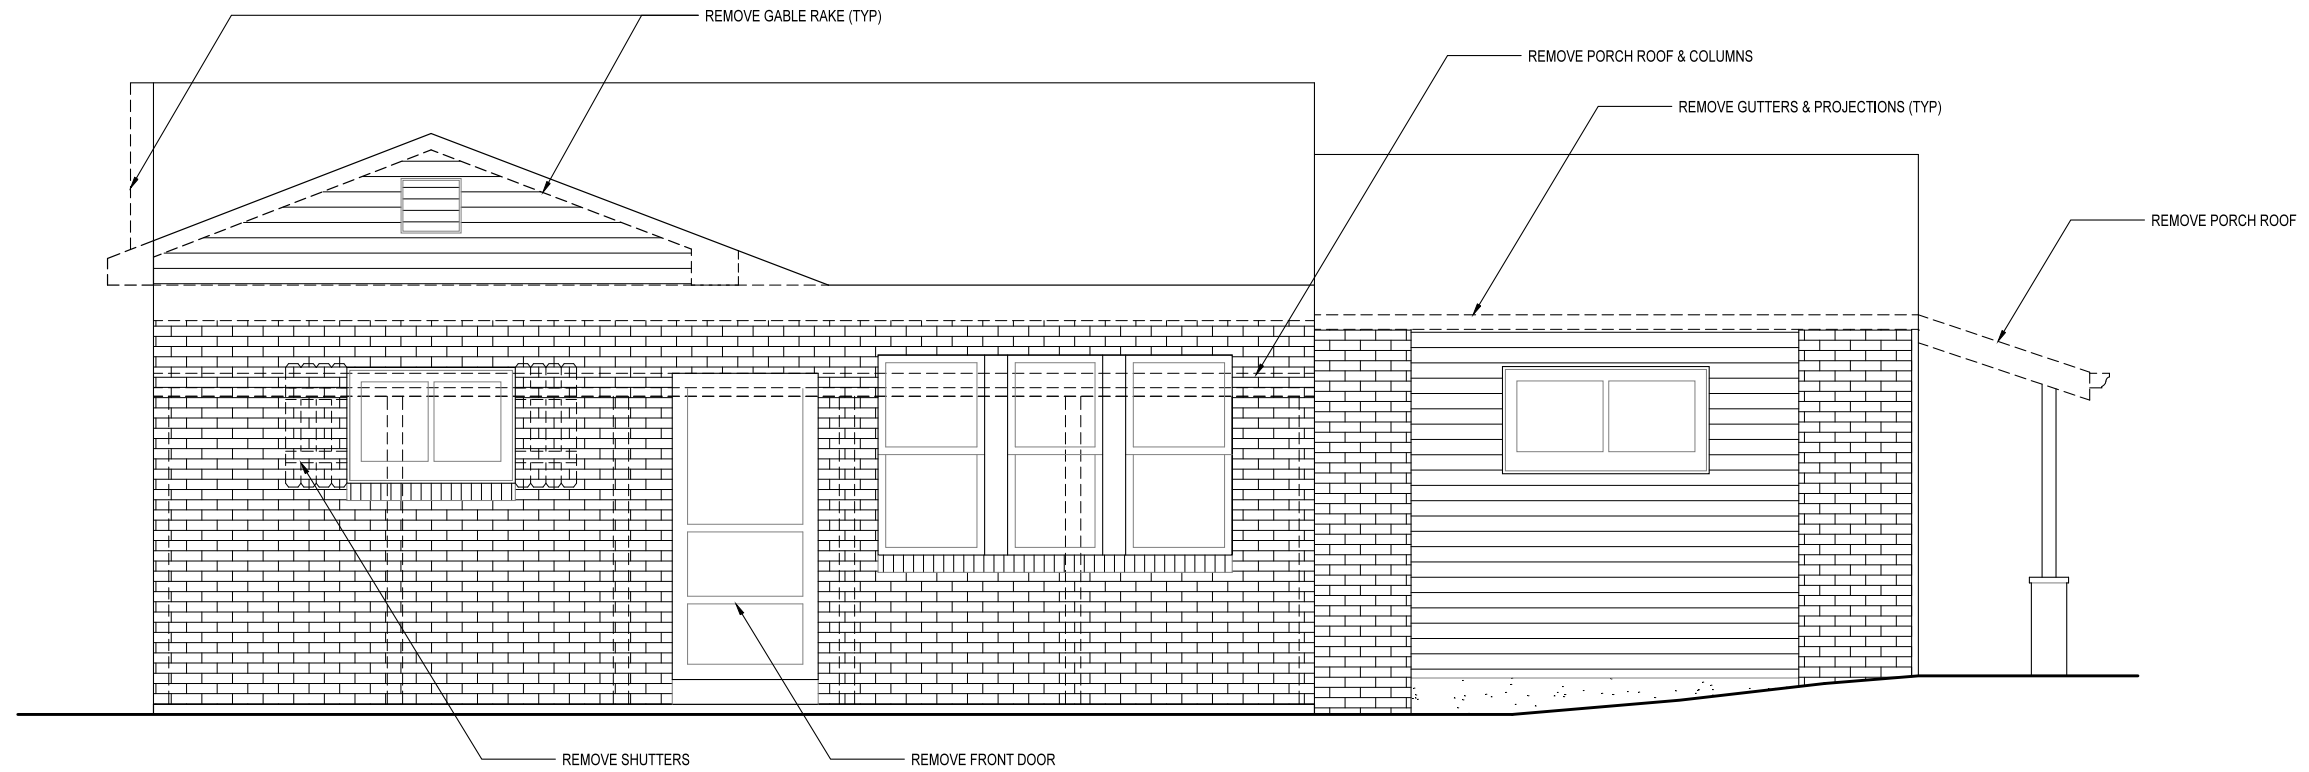 REMOVE GABLE RAKE (TYP)
REMOVE PORCH ROOF & COLUMNS
REMOVE GUTTERS & PROJECTIONS (TYP)
REMOVE PORCH ROOF
REMOVE SHUTTERS
REMOVE FRONT DOOR